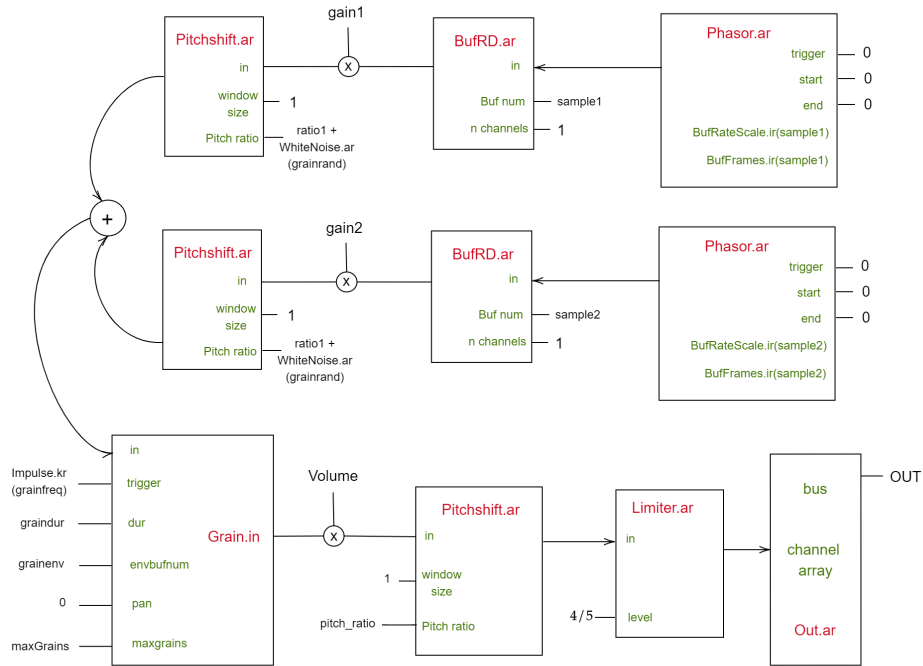 gain1
Pitchshift.ar
in
window
size
1
Pitch ratio
ratio1 +
WhiteNoise.ar
(grainrand)
x
BufRD.ar
in
Buf num
sample1
n channels
1
Phasor.ar
trigger
0
start
0
end
0
BufRateScale.ir(sample1)
BufFrames.ir(sample1)
+
gain2
Pitchshift.ar
in
window
size
1
Pitch ratio
ratio1 +
WhiteNoise.ar
(grainrand)
x
BufRD.ar
in
Buf num
sample2
n channels
1
Phasor.ar
trigger
0
start
0
end
0
BufRateScale.ir(sample2)
BufFrames.ir(sample2)
in
Impulse.kr
(grainfreq)
trigger
graindur
dur
Grain.in
grainenv
envbufnum
0
pan
maxGrains
maxgrains
Volume
x
Pitchshift.ar
in
1
window
size
pitch_ratio
Pitch ratio
Limiter.ar
in
4/5
level
bus
OUT
channel
array
Out.ar